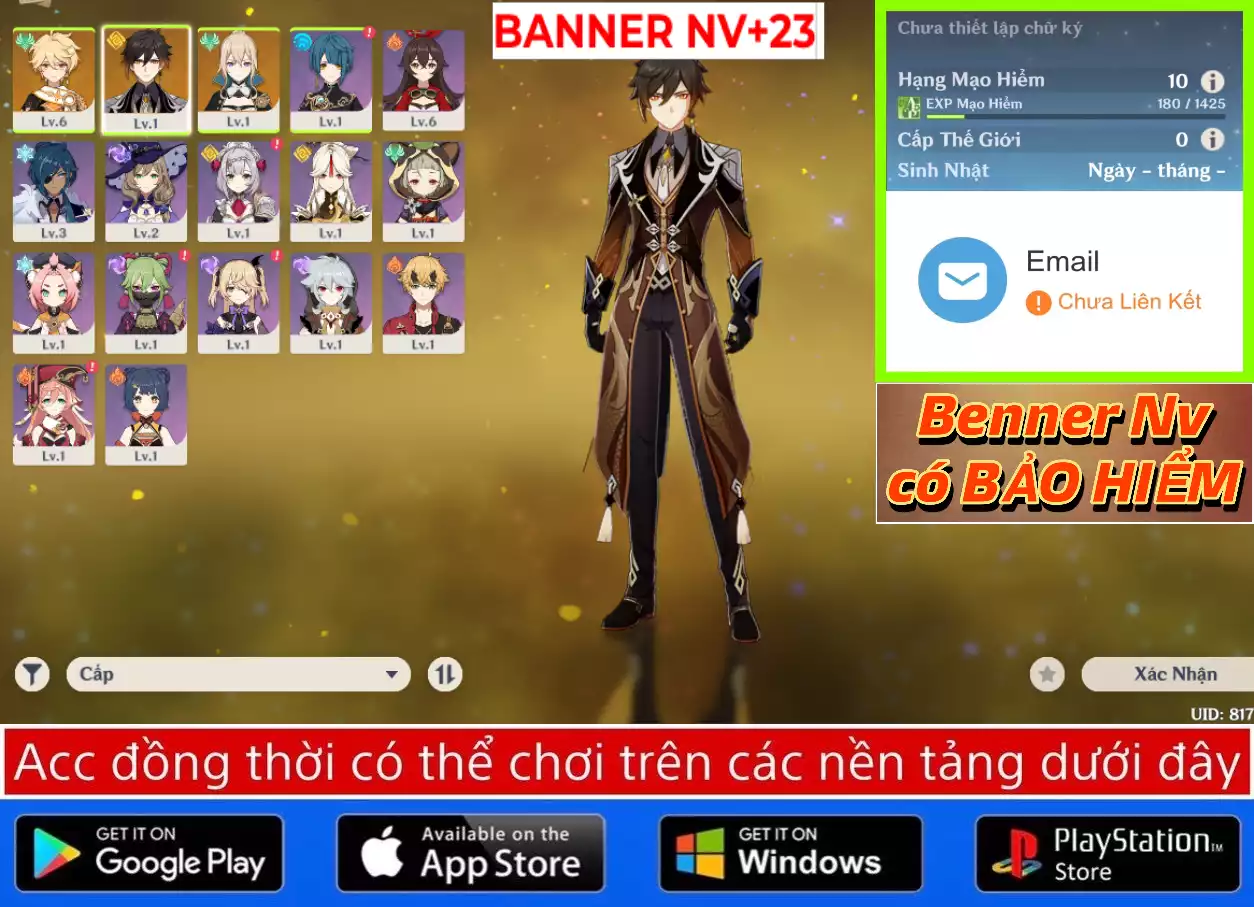 BANNER NV+23
Lv.6
Lv.1
Lv.1
Lv.1
Lv.6
Lv.3
Lv.2
Lv.1
Lv.1
Lv.1
Lv.1
Lv.1
Lv.1
Lv.1
Lv.1
Lv.1
Lv.1
Chưa thiết lập chữ ký
Hạng Mạo Hiểm 10
EXP Mạo Hiểm 180 / 1425
Cấp Thế Giới 0
Sinh Nhật Ngày - tháng -
Email
Chưa Liên Kết
Benner Nv
có BẢO HIỂM
Cấp
Xác Nhận
UID: 817
Acc đồng thời có thể chơi trên các nền tảng dưới đây
GET IT ON
Google Play
Available on the
App Store
GET IT ON
Windows
PlayStation™
Store